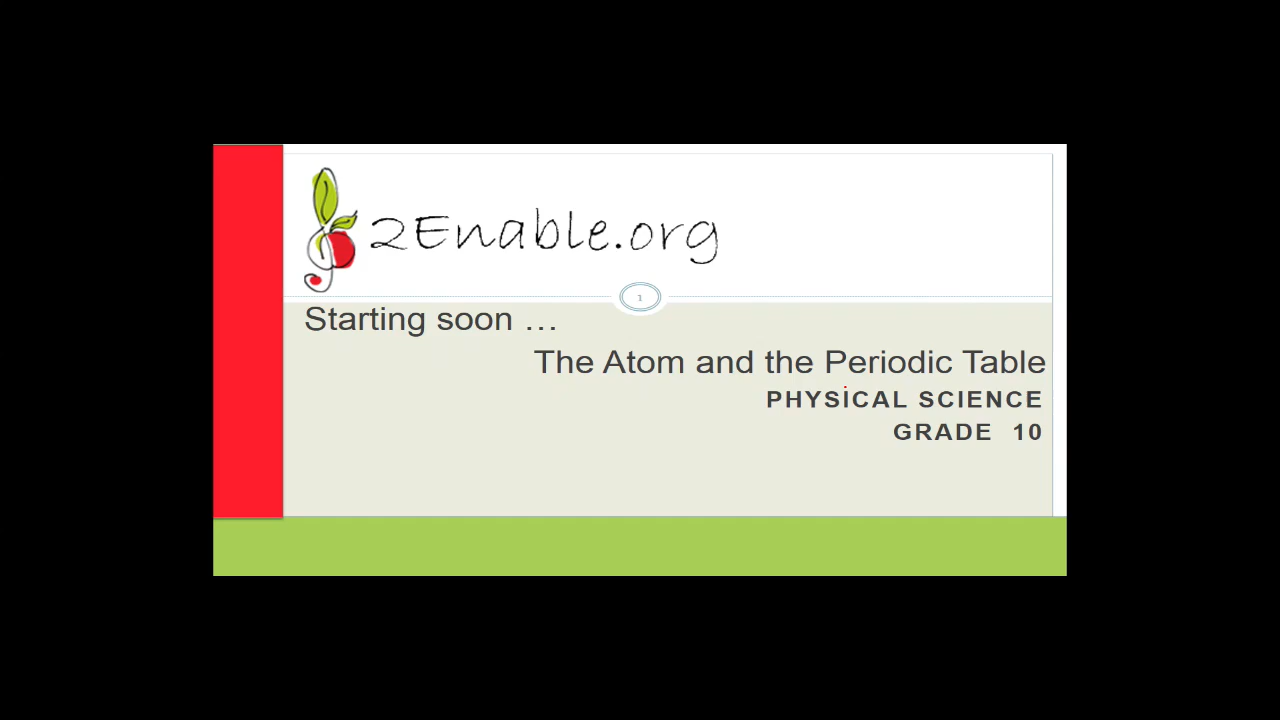 2Enable.org
1
Starting soon …
The Atom and the Periodic Table
PHYSICAL SCIENCE
GRADE 10